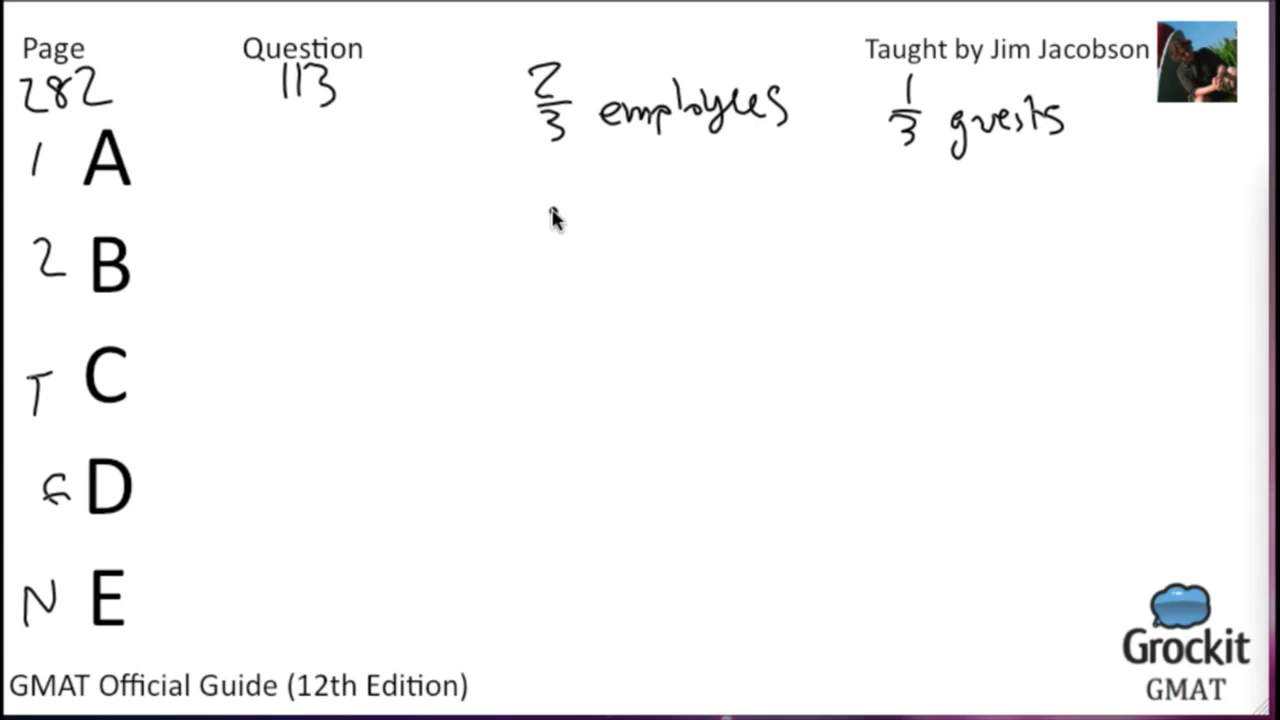 Page Question Taught by Jim Jacobson
282 113 2/3 employees 1/3 guests
1 A
2 B
T C
E D
N E
Grockit
GMAT
GMAT Official Guide (12th Edition)